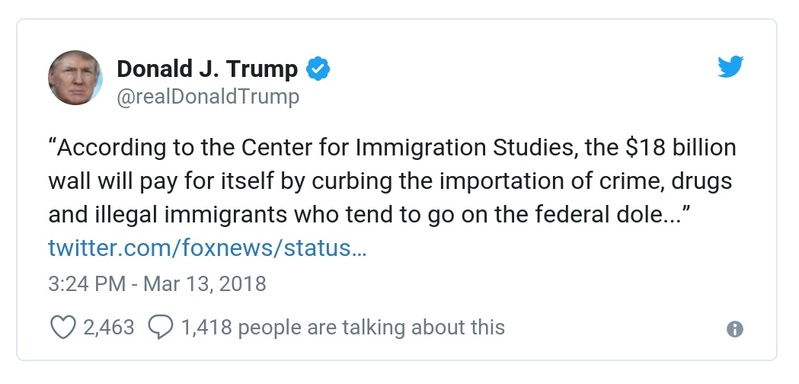 Donald J. Trump
@realDonaldTrump
“According to the Center for Immigration Studies, the $18 billion
wall will pay for itself by curbing the importation of crime, drugs
and illegal immigrants who tend to go on the federal dole...”
twitter.com/foxnews/status…
3:24 PM - Mar 13, 2018
2,463 1,418 people are talking about this